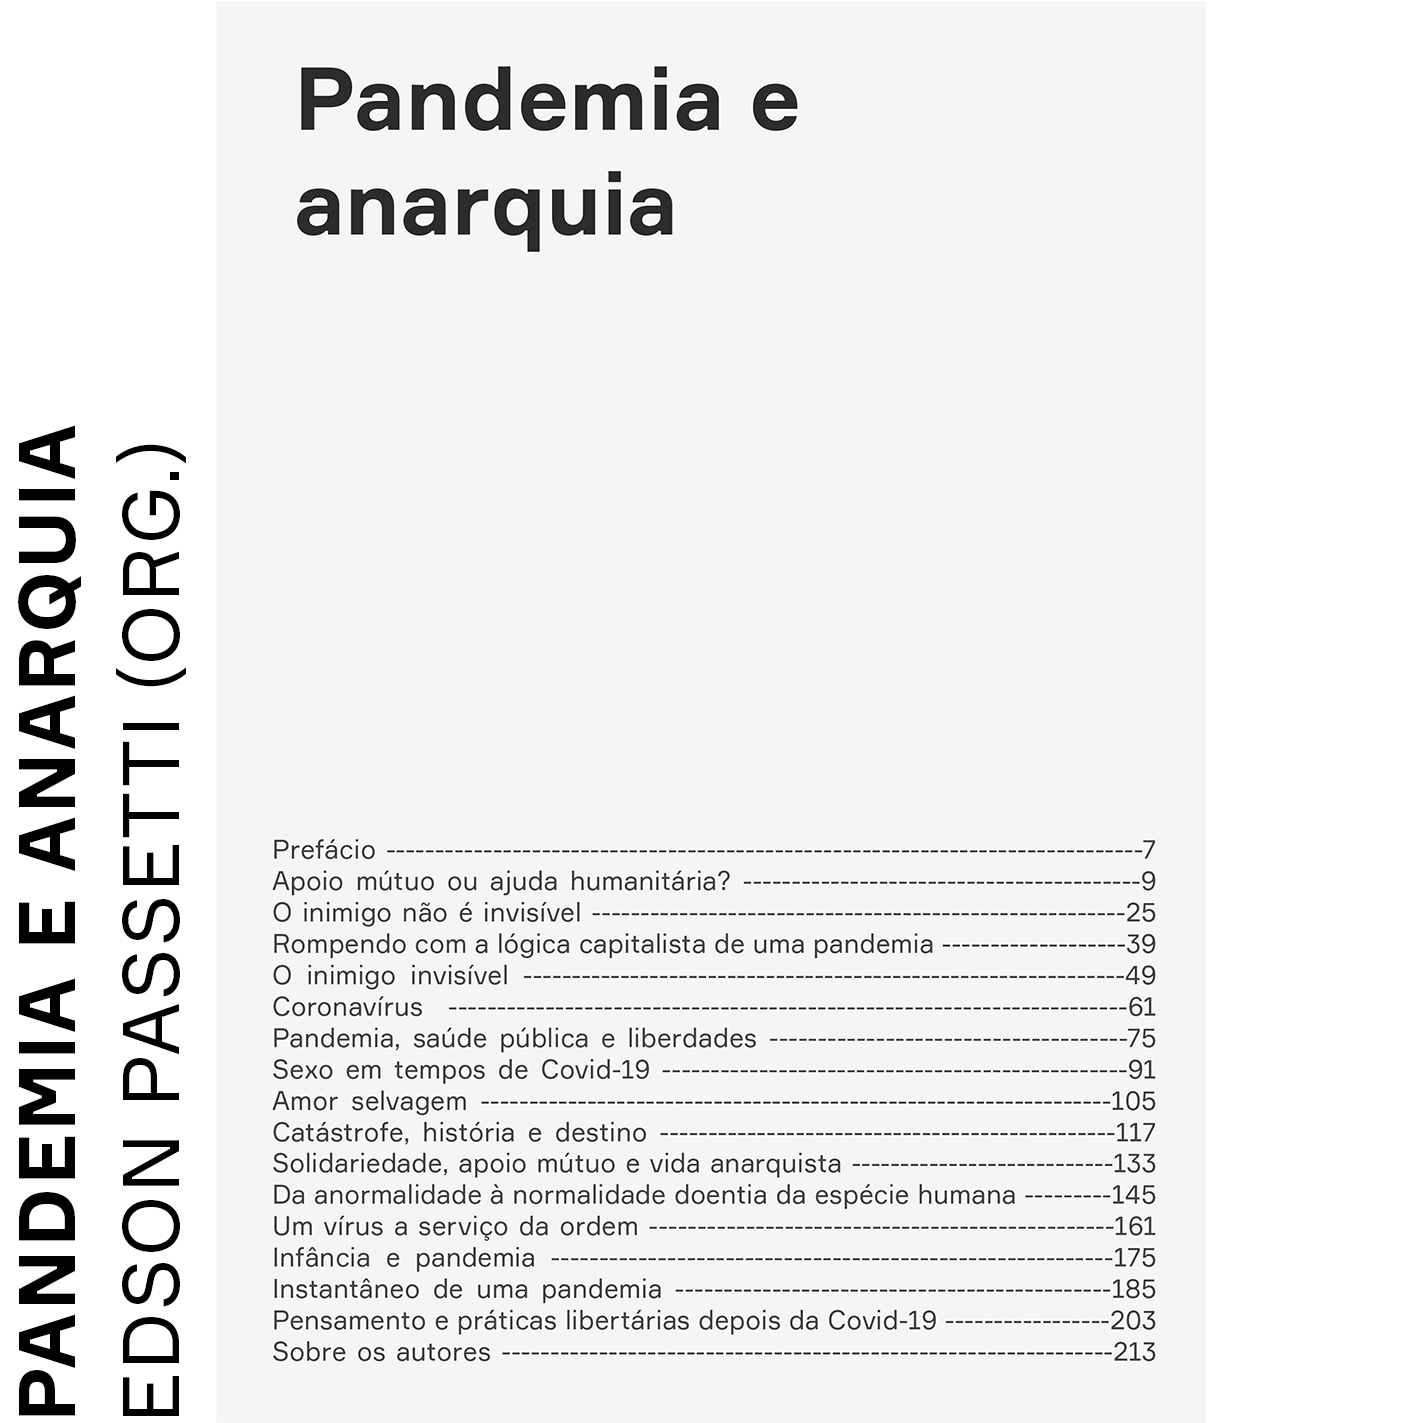 PANDEMIA E ANARQUIA
EDSON PASSETTI (ORG.)
Pandemia e
anarquia
Prefácio ------------------------------------------------------------------------------7
Apoio mútuo ou ajuda humanitária? -----------------------------------------9
O inimigo não é invisível -------------------------------------------------------25
Rompendo com a lógica capitalista de uma pandemia -------------------39
O inimigo invisível --------------------------------------------------------------49
Coronavírus ----------------------------------------------------------------------61
Pandemia, saúde pública e liberdades -------------------------------------75
Sexo em tempos de Covid-19 ------------------------------------------------91
Amor selvagem -----------------------------------------------------------------105
Catástrofe, história e destino -----------------------------------------------117
Solidariedade, apoio mútuo e vida anarquista ---------------------------133
Da anormalidade à normalidade doentia da espécie humana ---------145
Um vírus a serviço da ordem ------------------------------------------------161
Infância e pandemia ----------------------------------------------------------175
Instantâneo de uma pandemia ---------------------------------------------185
Pensamento e práticas libertárias depois da Covid-19 -----------------203
Sobre os autores ---------------------------------------------------------------213